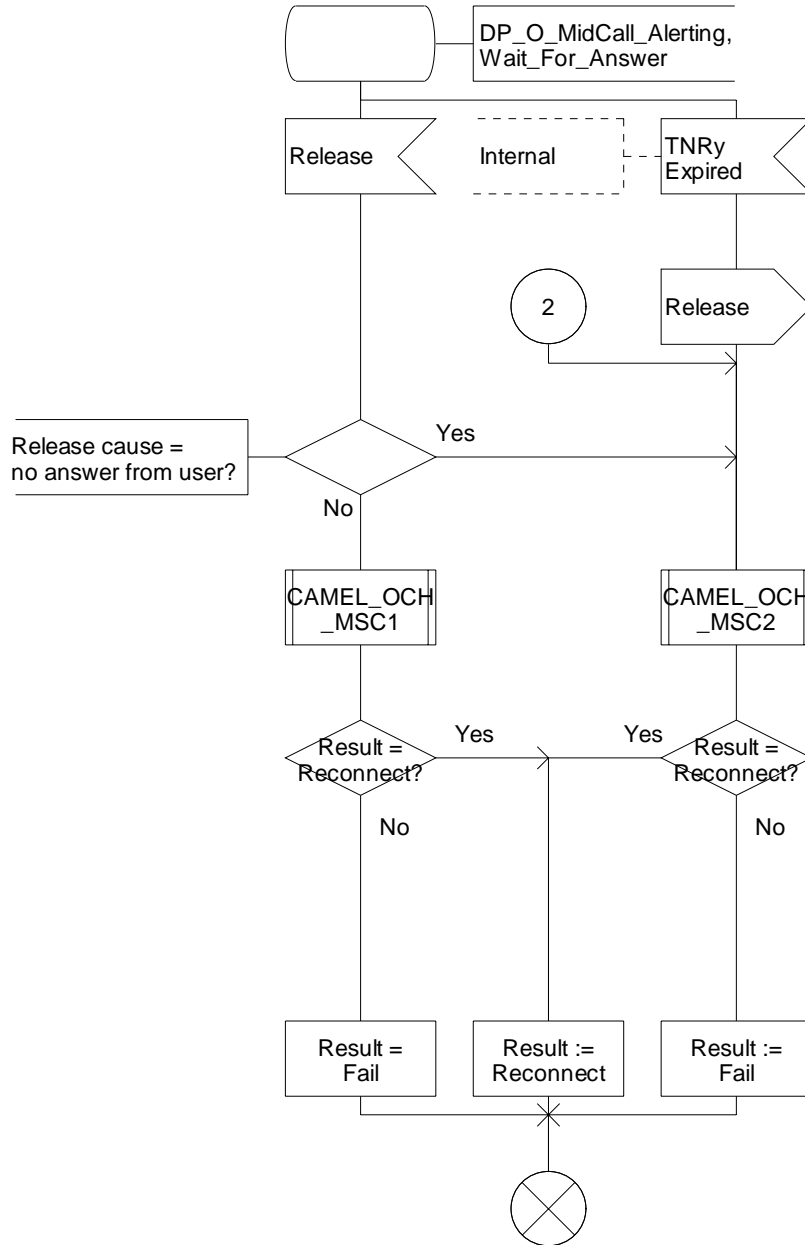 DP_O_MidCall_Alerting,
Wait_For_Answer
Release
Internal
TNRy
Expired
2
Release
Release cause =
no answer from user?
Yes
No
CAMEL_OCH
_MSC1
CAMEL_OCH
_MSC2
Result =
Reconnect?
Yes
Yes
Result =
Reconnect?
No
No
Result =
Fail
Result :=
Reconnect
Result :=
Fail